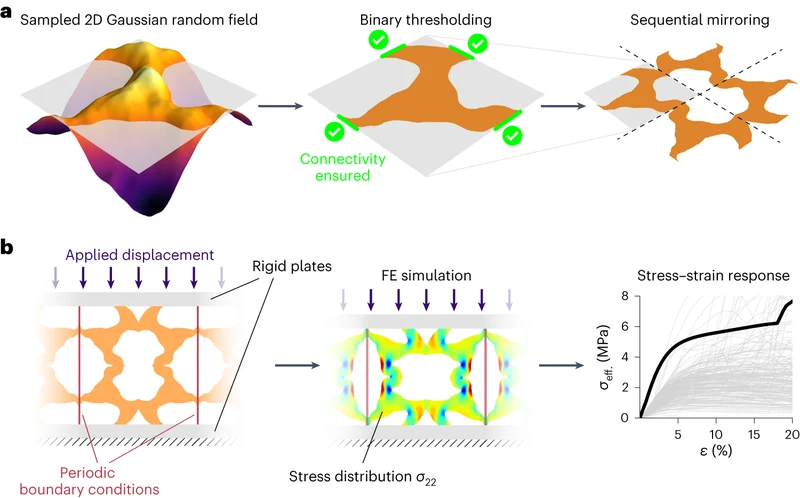 a
Sampled 2D Gaussian random field
Binary thresholding
Sequential mirroring
Connectivity
ensured
b
Applied displacement
Rigid plates
FE simulation
Stress–strain response
8
6
4
2
0
σeff. (MPa)
5
10
15
20
ε (%)
Periodic
boundary conditions
Stress distribution σ22